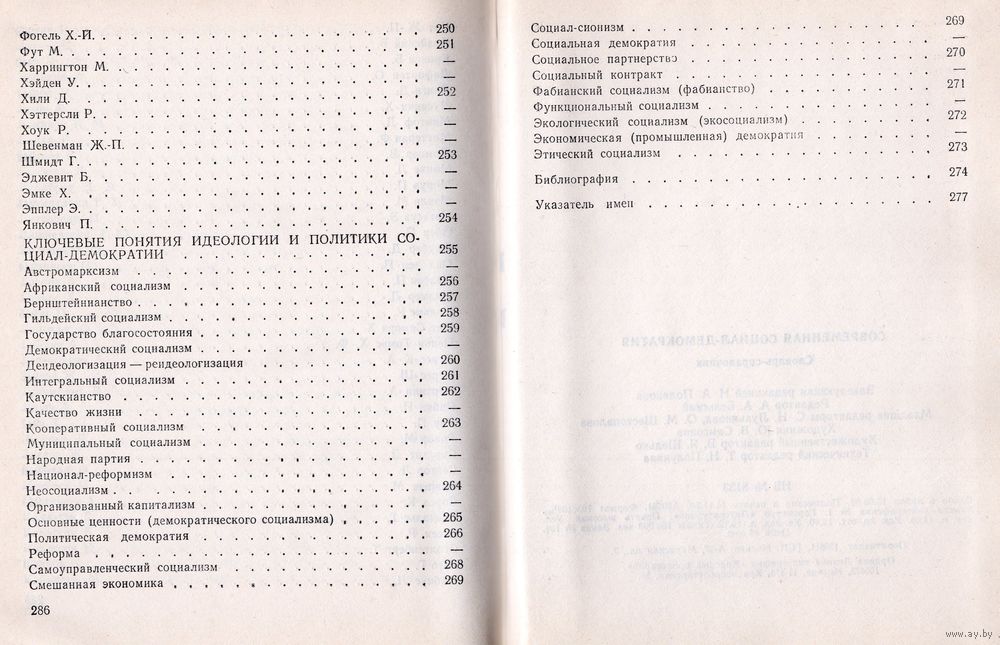 Фогель Х.-Й. . . . . . . . . . . . . . . . . 250
Фут М. . . . . . . . . . . . . . . . . 251
Харрингтон М. . . . . . . . . . . . . . . . . —
Хэйден У. . . . . . . . . . . . . . . . . —
Хили Д. . . . . . . . . . . . . . . . . 252
Хэттерсли Р. . . . . . . . . . . . . . . . . —
Хоук Р. . . . . . . . . . . . . . . . . —
Шевенман Ж.-П. . . . . . . . . . . . . . . . . —
Шмидт Г. . . . . . . . . . . . . . . . . 253
Эджевит Б. . . . . . . . . . . . . . . . . —
Эмке Х. . . . . . . . . . . . . . . . . —
Эпплер Э. . . . . . . . . . . . . . . . . —
Янкович П. . . . . . . . . . . . . . . . . 254
КЛЮЧЕВЫЕ ПОНЯТИЯ ИДЕОЛОГИИ И ПОЛИТИКИ СО-
ЦИАЛ-ДЕМОКРАТИИ . . . . . . . . . . . . 255
Австромарксизм . . . . . . . . . . . . . . —
Африканский социализм . . . . . . . . . . . . 256
Бернштейнианство . . . . . . . . . . . . . 257
Гильдейский социализм . . . . . . . . . . . . 258
Государство благосостояния . . . . . . . . . . . 259
Демократический социализм . . . . . . . . . . . —
Деидеологизация — реидеологизация . . . . . . . . . 260
Интегральный социализм . . . . . . . . . . . . 261
Каутскианство . . . . . . . . . . . . . . 262
Качество жизни . . . . . . . . . . . . . . —
Кооперативный социализм . . . . . . . . . . . 263
Муниципальный социализм . . . . . . . . . . . —
Народная партия . . . . . . . . . . . . . —
Национал-реформизм . . . . . . . . . . . . —
Неосоциализм . . . . . . . . . . . . . . 264
Организованный капитализм . . . . . . . . . . . —
Основные ценности (демократического социализма) . . . . . 265
Политическая демократия . . . . . . . . . . . 266
Реформа . . . . . . . . . . . . . . . . —
Самоуправленческий социализм . . . . . . . . . . 268
Смешанная экономика . . . . . . . . . . . . 269
286
Социал-сионизм . . . . . . . . . . . . . . 269
Социальная демократия . . . . . . . . . . . . —
Социальное партнерство . . . . . . . . . . . . 270
Социальный контракт . . . . . . . . . . . . —
Фабианский социализм (фабианство) . . . . . . . . . 271
Функциональный социализм . . . . . . . . . . . —
Экологический социализм (экосоциализм) . . . . . . . 272
Экономическая (промышленная) демократия . . . . . . . —
Этический социализм . . . . . . . . . . . . 273
Библиография . . . . . . . . . . . . . . 274
Указатель имен . . . . . . . . . . . . . . 277
www.ay.by